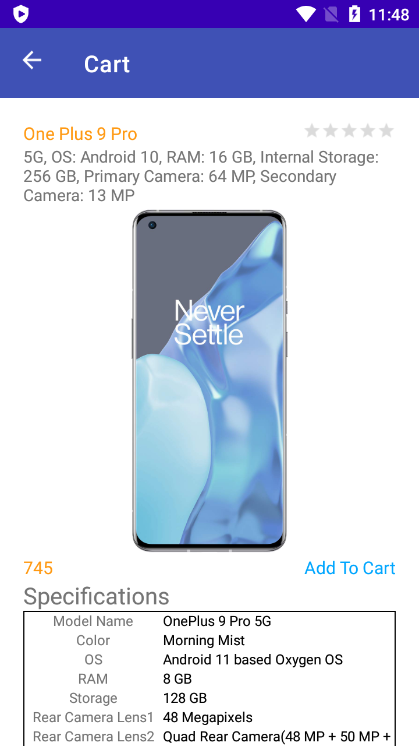 11:48
Cart
One Plus 9 Pro
5G, OS: Android 10, RAM: 16 GB, Internal Storage:
256 GB, Primary Camera: 64 MP, Secondary
Camera: 13 MP
Never
Settle
745 Add To Cart
Specifications
Model Name OnePlus 9 Pro 5G
Color Morning Mist
OS Android 11 based Oxygen OS
RAM 8 GB
Storage 128 GB
Rear Camera Lens1 48 Megapixels
Rear Camera Lens2 Quad Rear Camera(48 MP + 50 MP +